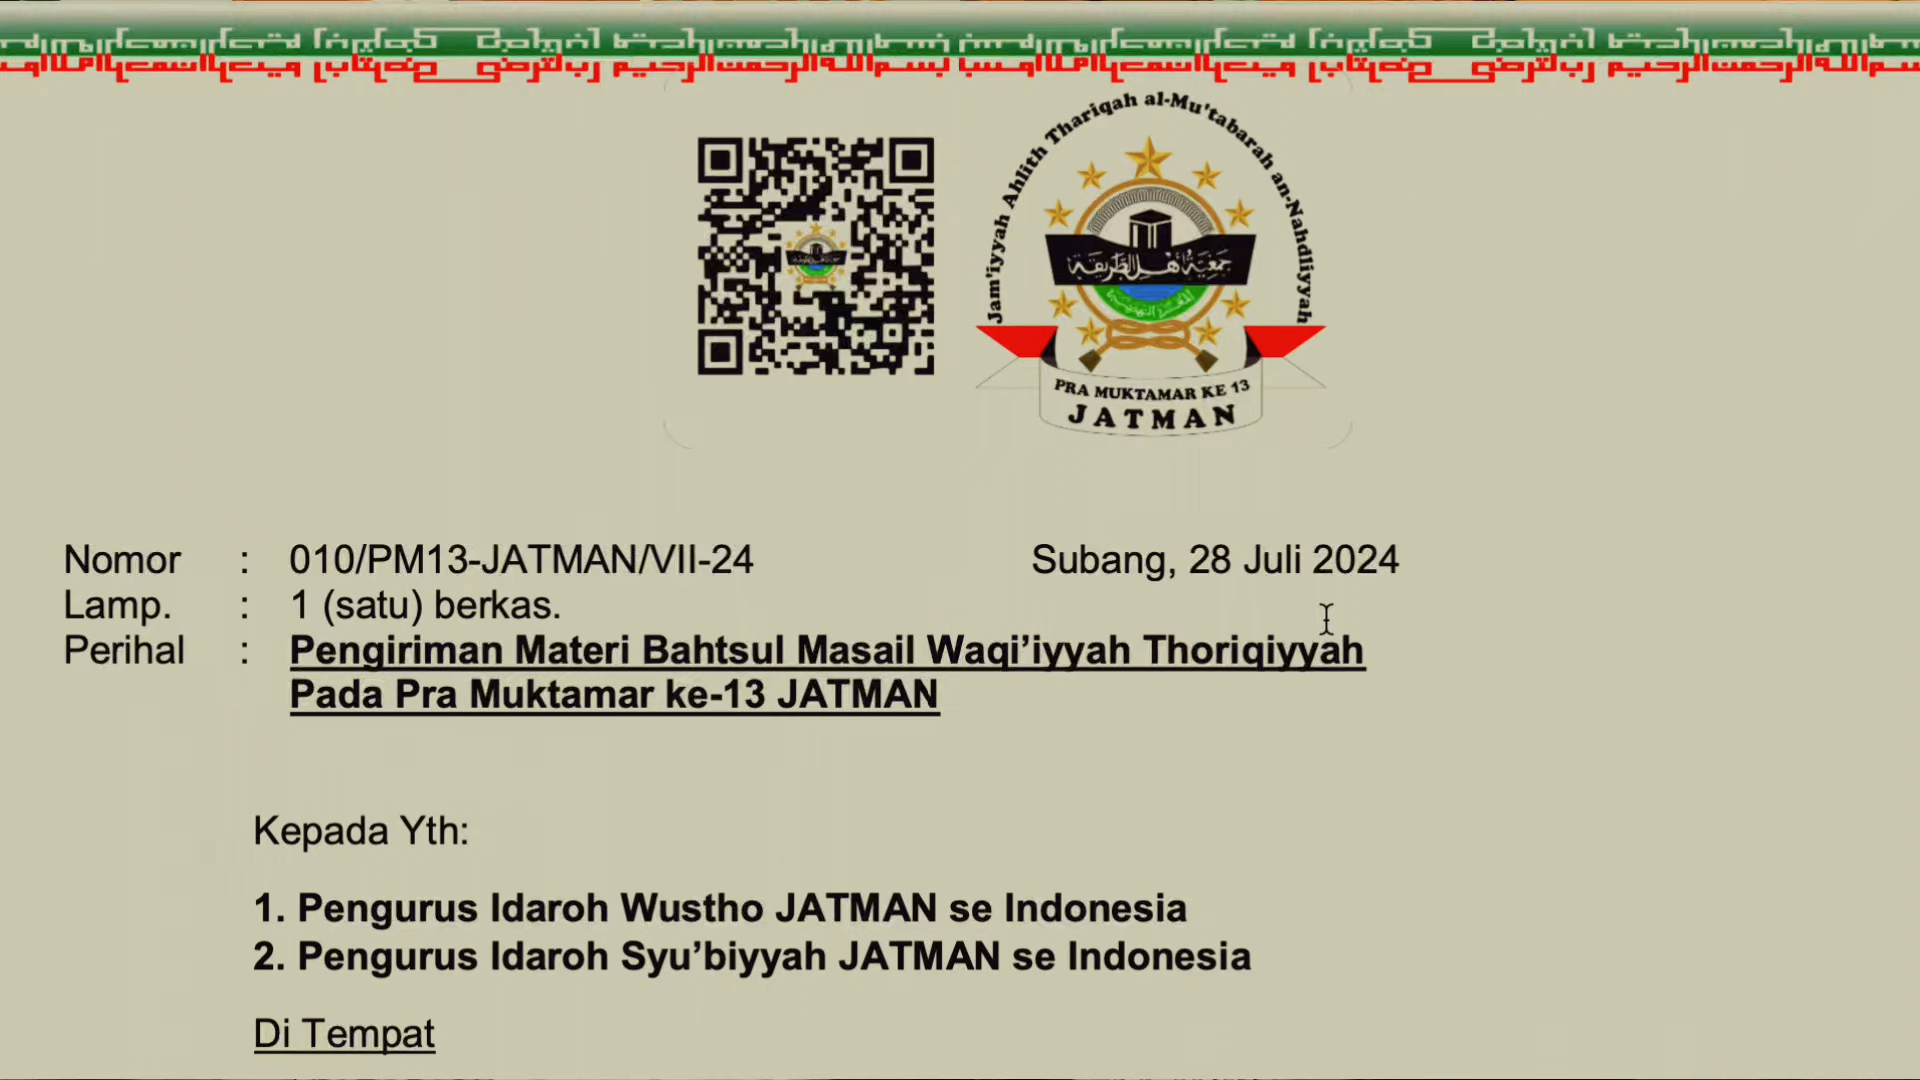 Jam'iyyah Ahlith Thariqah al-Mu'tabarah an-Nahdliyyah
جمعية أهل الطريقة
PRA MUKTAMAR KE 13
JATMAN
Nomor : 010/PM13-JATMAN/VII-24 Subang, 28 Juli 2024
Lamp. : 1 (satu) berkas.
Perihal : Pengiriman Materi Bahtsul Masail Waqi’iyyah Thoriqiyyah
Pada Pra Muktamar ke-13 JATMAN
Kepada Yth:
1. Pengurus Idaroh Wustho JATMAN se Indonesia
2. Pengurus Idaroh Syu’biyyah JATMAN se Indonesia
Di Tempat